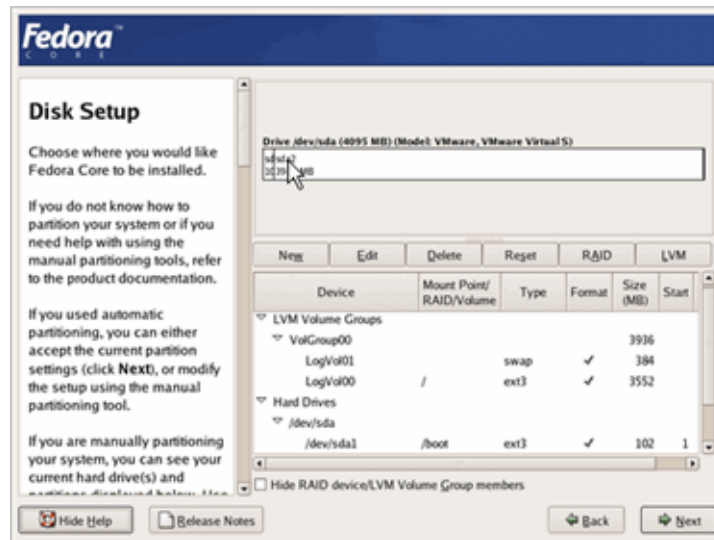 Fedora™
CORE
Disk Setup
Choose where you would like
Fedora Core to be installed.
If you do not know how to
partition your system or if you
need help with using the
manual partitioning tools, refer
to the product documentation.
If you used automatic
partitioning, you can either
accept the current partition
settings (click Next), or modify
the setup using the manual
partitioning tool.
If you are manually partitioning
your system, you can see your
current hard drive(s) and
partitions displayed below. Use
Drive /dev/sda (4095 MB) (Model: VMware, VMware Virtual S)
MB
New Edit Delete Reset RAID LVM
Device Mount Point/ RAID/Volume Type Format Size (MB) Start
LVM Volume Groups
VolGroup00 3936
LogVol01 swap ✔ 384
LogVol00 / ext3 ✔ 3552
Hard Drives
/dev/sda
/dev/sda1 /boot ext3 ✔ 102 1
Hide RAID device/LVM Volume Group members
Hide Help Release Notes Back Next